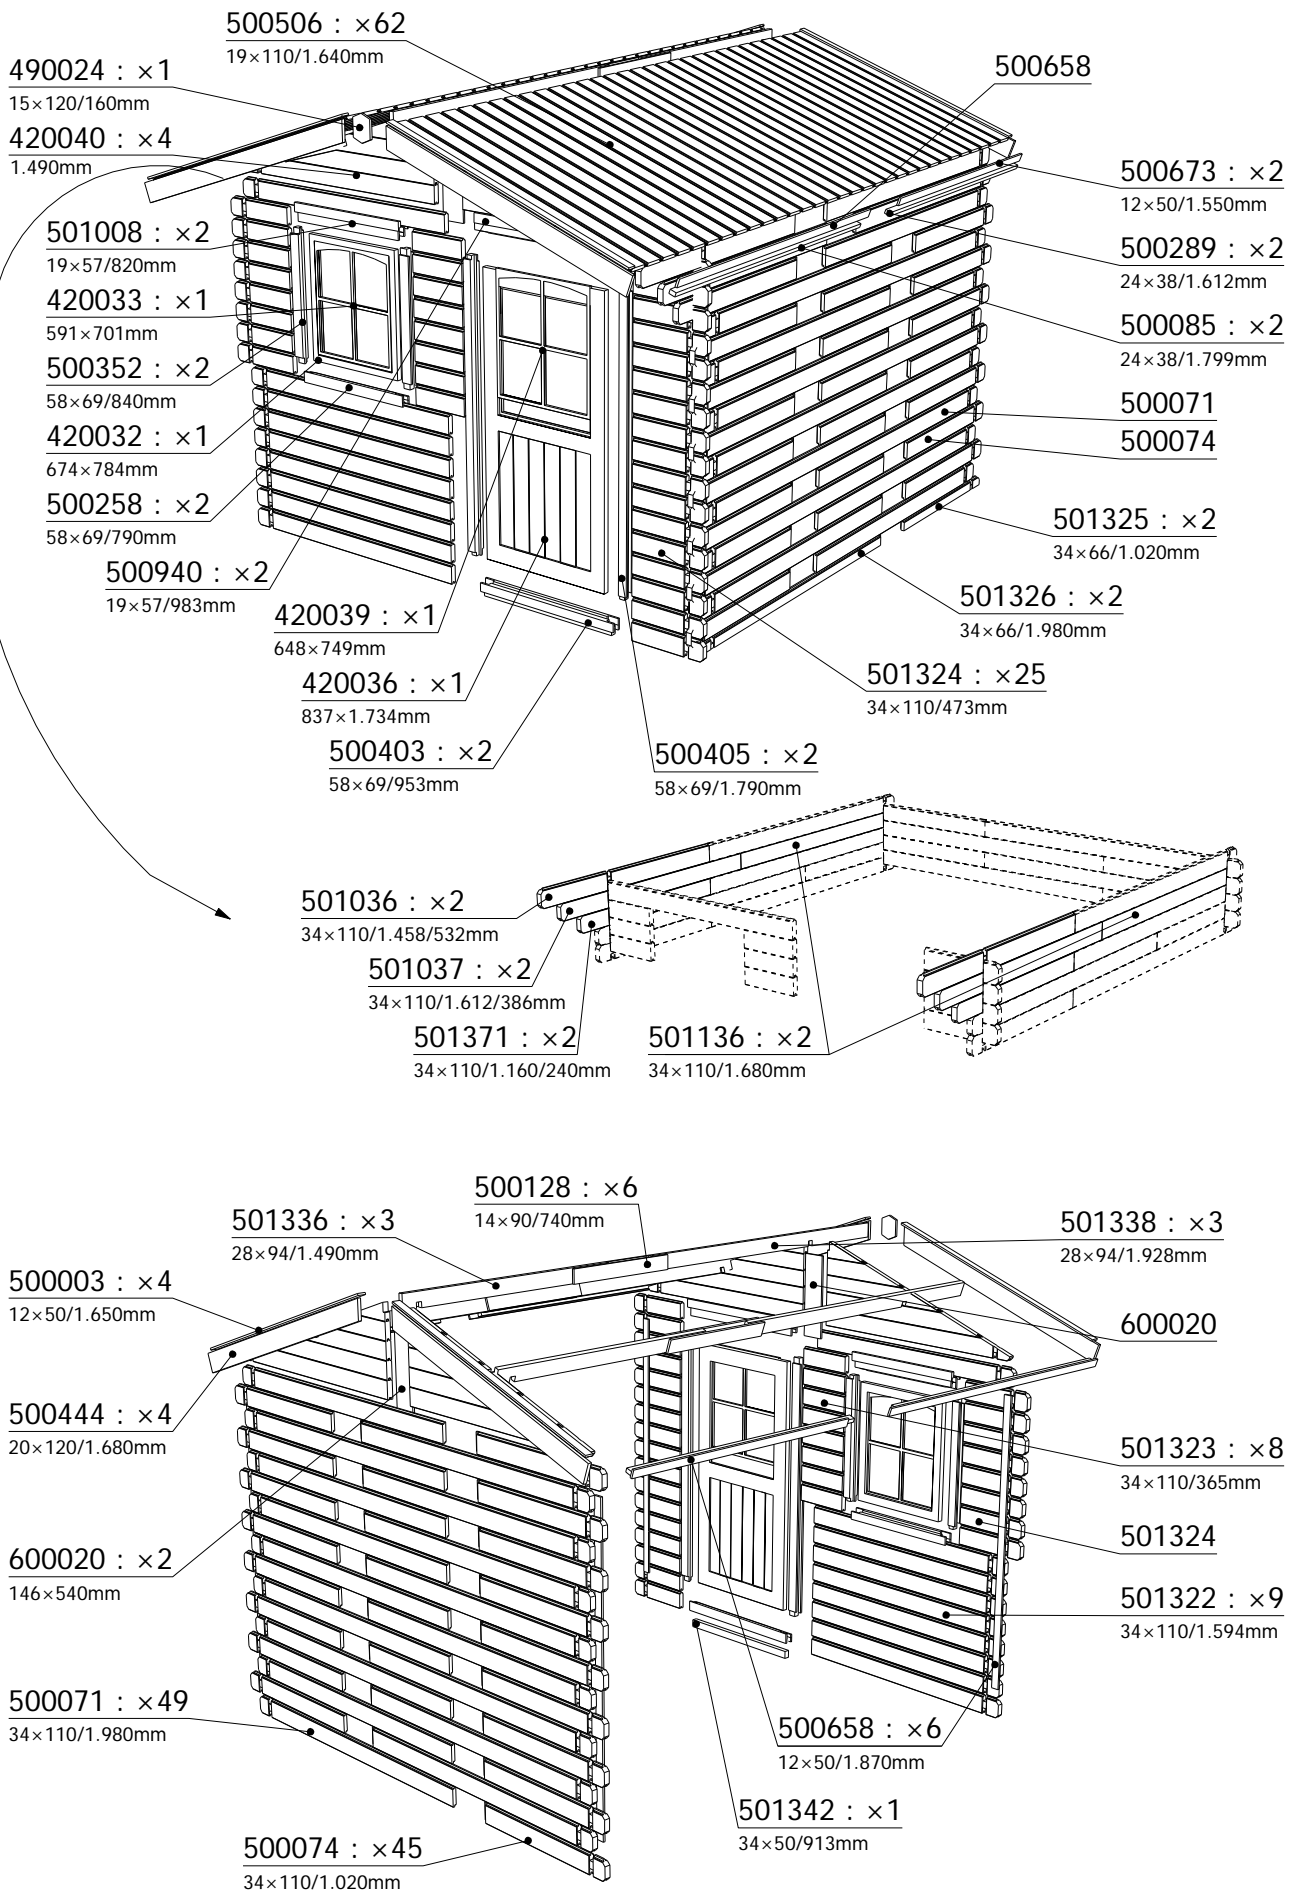 500506 : ×62
19×110/1.640mm
490024 : ×1
15×120/160mm
420040 : ×4
1.490mm
500658
500673 : ×2
12×50/1.550mm
501008 : ×2
19×57/820mm
500289 : ×2
24×38/1.612mm
420033 : ×1
591×701mm
500085 : ×2
24×38/1.799mm
500352 : ×2
58×69/840mm
500071
420032 : ×1
674×784mm
500074
500258 : ×2
58×69/790mm
501325 : ×2
34×66/1.020mm
500940 : ×2
19×57/983mm
501326 : ×2
34×66/1.980mm
420039 : ×1
648×749mm
420036 : ×1
837×1.734mm
501324 : ×25
34×110/473mm
500403 : ×2
58×69/953mm
500405 : ×2
58×69/1.790mm
501036 : ×2
34×110/1.458/532mm
501037 : ×2
34×110/1.612/386mm
501371 : ×2
34×110/1.160/240mm
501136 : ×2
34×110/1.680mm
500128 : ×6
14×90/740mm
501336 : ×3
28×94/1.490mm
501338 : ×3
28×94/1.928mm
500003 : ×4
12×50/1.650mm
600020
500444 : ×4
20×120/1.680mm
501323 : ×8
34×110/365mm
501324
600020 : ×2
146×540mm
501322 : ×9
34×110/1.594mm
500071 : ×49
34×110/1.980mm
500658 : ×6
12×50/1.870mm
501342 : ×1
34×50/913mm
500074 : ×45
34×110/1.020mm